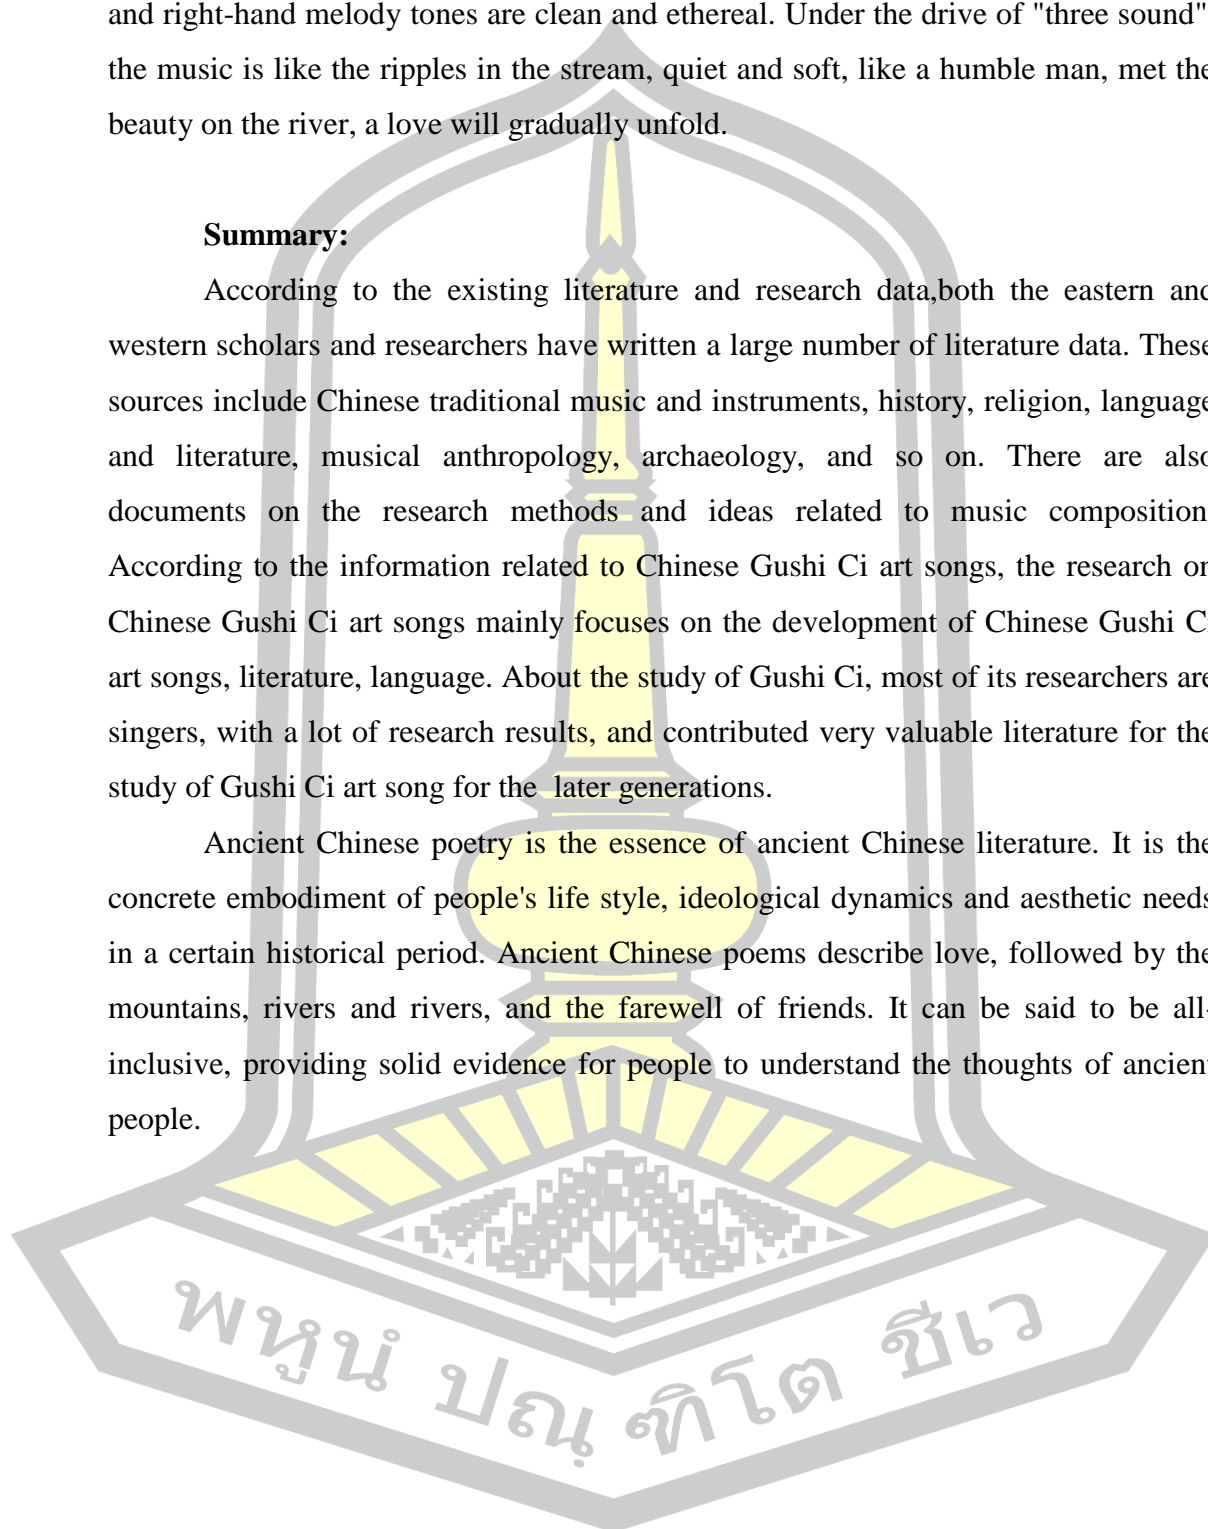 and right-hand melody tones are clean and ethereal. Under the drive of "three sound"
the music is like the ripples in the stream, quiet and soft, like a humble man, met the
beauty on the river, a love will gradually unfold.
Summary:
According to the existing literature and research data,both the eastern and
western scholars and researchers have written a large number of literature data. These
sources include Chinese traditional music and instruments, history, religion, language
and literature, musical anthropology, archaeology, and so on. There are also
documents on the research methods and ideas related to music composition
According to the information related to Chinese Gushi Ci art songs, the research on
Chinese Gushi Ci art songs mainly focuses on the development of Chinese Gushi Ci
art songs, literature, language. About the study of Gushi Ci, most of its researchers are
singers, with a lot of research results, and contributed very valuable literature for the
study of Gushi Ci art song for the later generations.
Ancient Chinese poetry is the essence of ancient Chinese literature. It is the
concrete embodiment of people's life style, ideological dynamics and aesthetic needs
in a certain historical period. Ancient Chinese poems describe love, followed by the
mountains, rivers and rivers, and the farewell of friends. It can be said to be all-
inclusive, providing solid evidence for people to understand the thoughts of ancient
people.
พหูนํ ปณฺฑิโต ชีเว